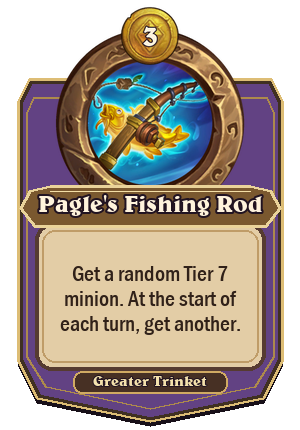 3
Pagle's Fishing Rod
Get a random Tier 7
minion. At the start of
each turn, get another.
Greater Trinket